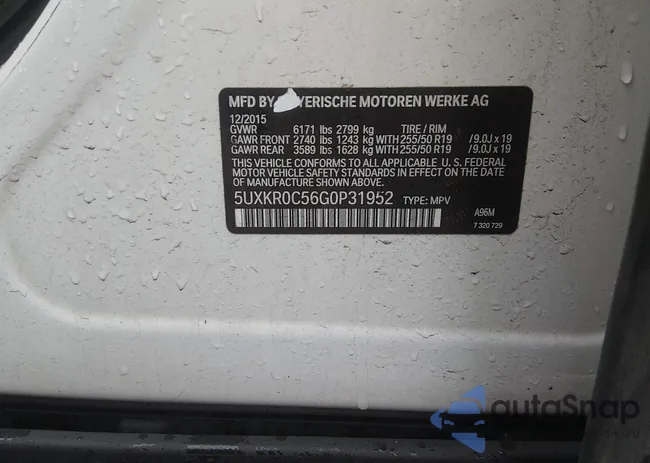 MFD BY YERISCHE MOTOREN WERKE AG
12/2015
GVWR 6171 lbs 2799 kg TIRE / RIM
GAWR FRONT 2740 lbs 1243 kg WITH 255/50 R19 /9.0J x 19
GAWR REAR 3589 lbs 1628 kg WITH 255/50 R19 /9.0J x 19
THIS VEHICLE CONFORMS TO ALL APPLICABLE U. S. FEDERAL
MOTOR VEHICLE SAFETY STANDARDS IN EFFECT ON THE
DATE OF MANUFACTURE SHOWN ABOVE.
5UXKR0C56G0P31952 TYPE: MPV
A96M
7 320 729
autoSnap